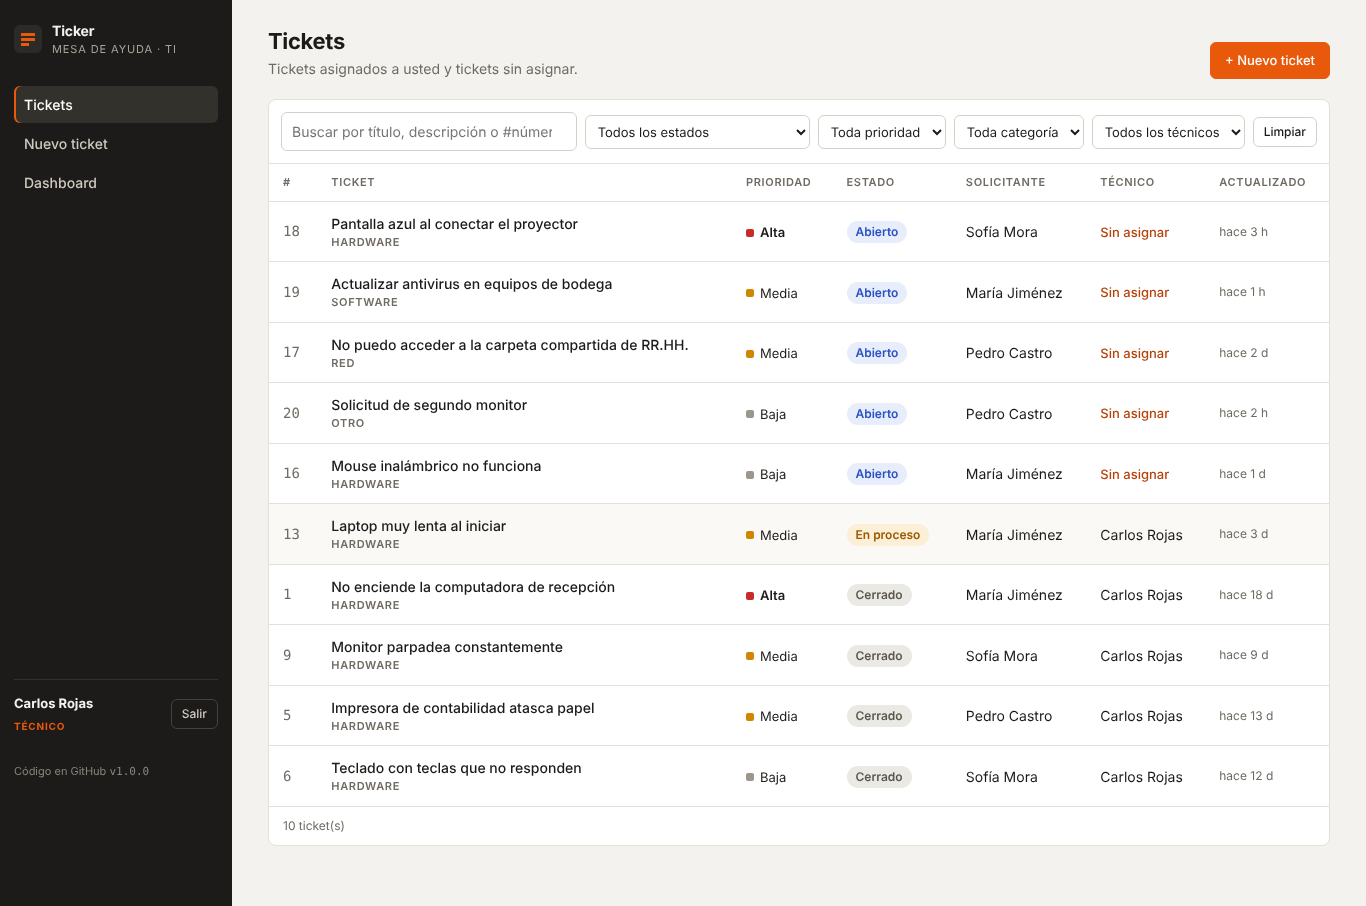 Ticker
MESA DE AYUDA · TI
Tickets
Nuevo ticket
Dashboard
Carlos Rojas
TÉCNICO
Salir
Código en GitHub v1.0.0
Tickets
Tickets asignados a usted y tickets sin asignar.
+ Nuevo ticket
Buscar por título, descripción o #númer
Todos los estados
Toda prioridad
Toda categoría
Todos los técnicos
Limpiar
# TICKET PRIORIDAD ESTADO SOLICITANTE TÉCNICO ACTUALIZADO
18 Pantalla azul al conectar el proyector Alta Abierto Sofía Mora Sin asignar hace 3 h
HARDWARE
19 Actualizar antivirus en equipos de bodega Media Abierto María Jiménez Sin asignar hace 1 h
SOFTWARE
17 No puedo acceder a la carpeta compartida de RR.HH. Media Abierto Pedro Castro Sin asignar hace 2 d
RED
20 Solicitud de segundo monitor Baja Abierto Pedro Castro Sin asignar hace 2 h
OTRO
16 Mouse inalámbrico no funciona Baja Abierto María Jiménez Sin asignar hace 1 d
HARDWARE
13 Laptop muy lenta al iniciar Media En proceso María Jiménez Carlos Rojas hace 3 d
HARDWARE
1 No enciende la computadora de recepción Alta Cerrado María Jiménez Carlos Rojas hace 18 d
HARDWARE
9 Monitor parpadea constantemente Media Cerrado Sofía Mora Carlos Rojas hace 9 d
HARDWARE
5 Impresora de contabilidad atasca papel Media Cerrado Pedro Castro Carlos Rojas hace 13 d
HARDWARE
6 Teclado con teclas que no responden Baja Cerrado Sofía Mora Carlos Rojas hace 12 d
HARDWARE
10 ticket(s)